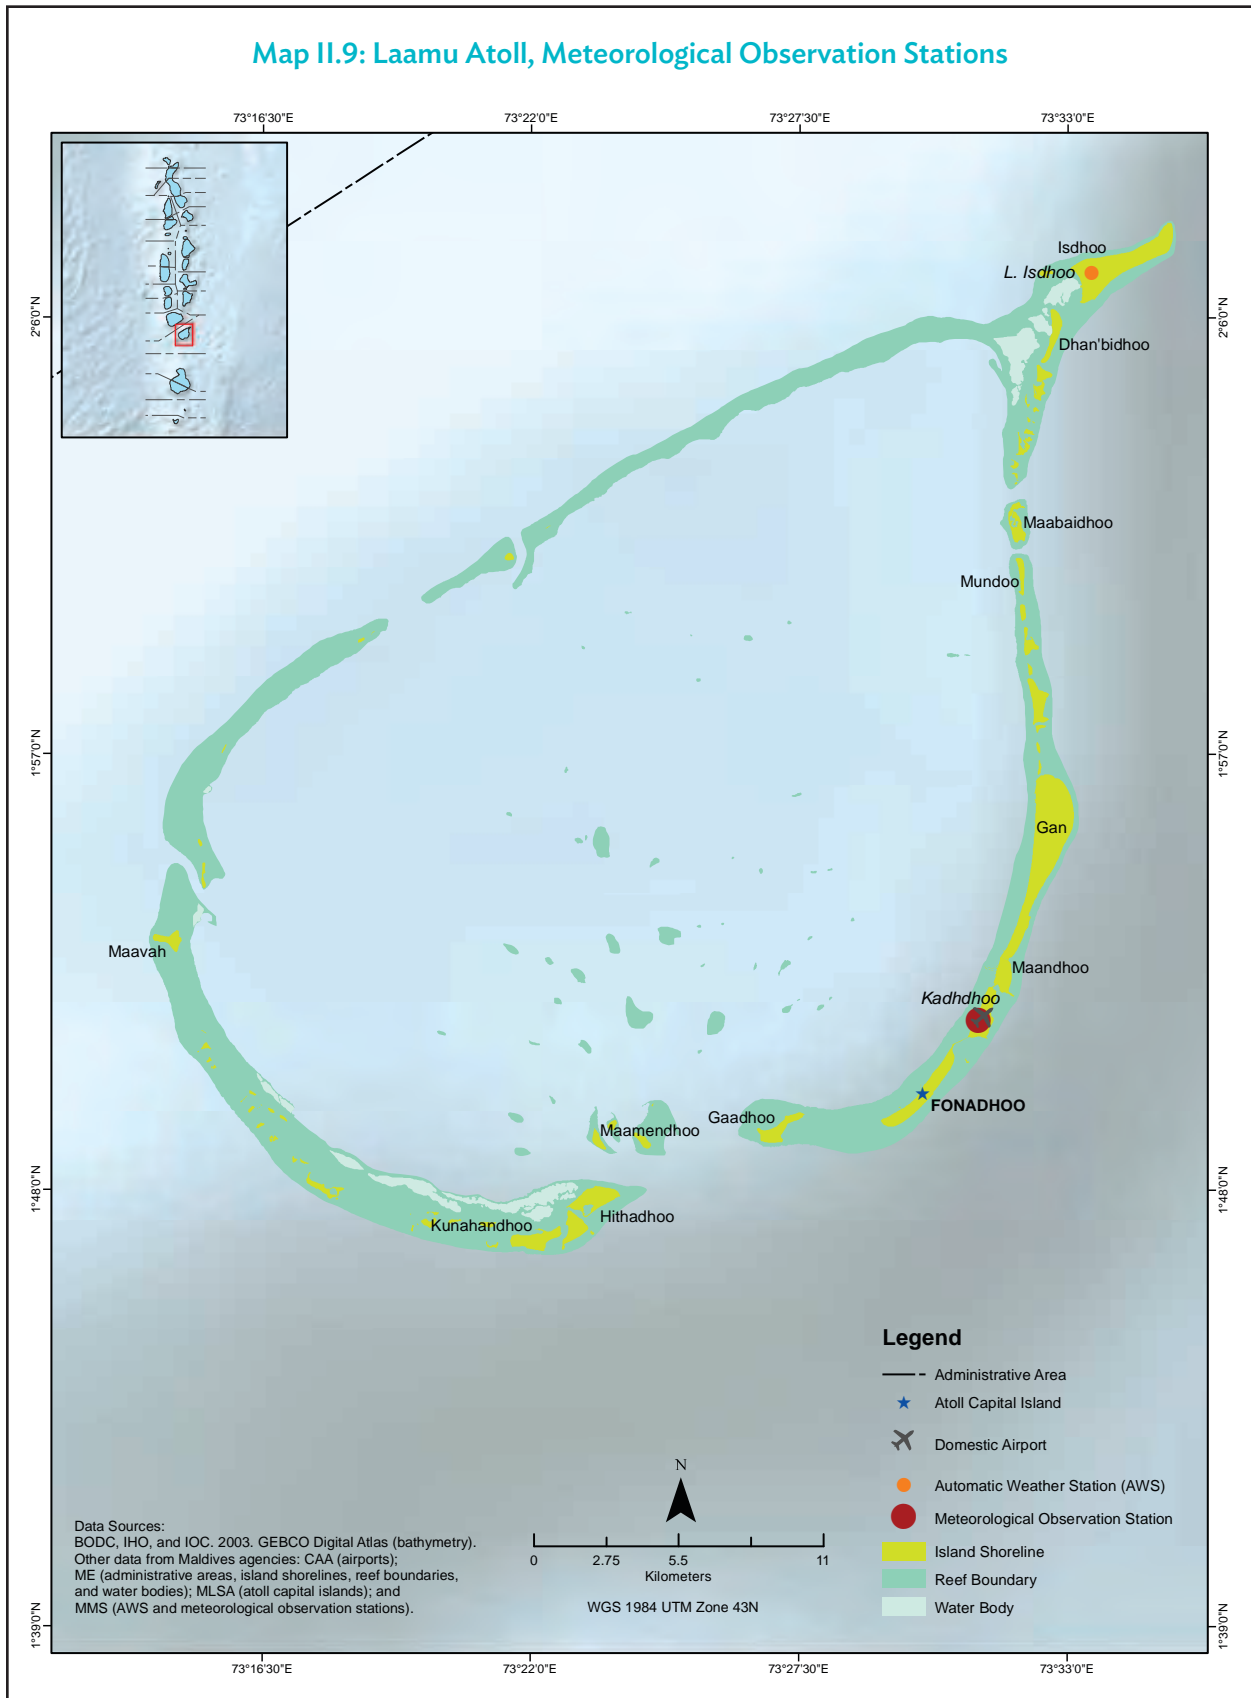 Map II.9: Laamu Atoll, Meteorological Observation Stations
73°16'30"E
73°22'0"E
73°27'30"E
73°33'0"E
2°6'0"N
2°6'0"N
1°57'0"N
1°57'0"N
1°48'0"N
1°48'0"N
1°39'0"N
1°39'0"N
Isdhoo
L. Isdhoo
Dhan'bidhoo
Maabaidhoo
Mundoo
Gan
Maavah
Maandhoo
Kadhdhoo
FONADHOO
Gaadhoo
Maamendhoo
Hithadhoo
Kunahandhoo
Legend
Administrative Area
Atoll Capital Island
Domestic Airport
Automatic Weather Station (AWS)
Meteorological Observation Station
Island Shoreline
Reef Boundary
Water Body
N
0 2.75 5.5 11
Kilometers
WGS 1984 UTM Zone 43N
Data Sources:
BODC, IHO, and IOC. 2003. GEBCO Digital Atlas (bathymetry).
Other data from Maldives agencies: CAA (airports);
ME (administrative areas, island shorelines, reef boundaries,
and water bodies); MLSA (atoll capital islands); and
MMS (AWS and meteorological observation stations).
73°16'30"E
73°22'0"E
73°27'30"E
73°33'0"E